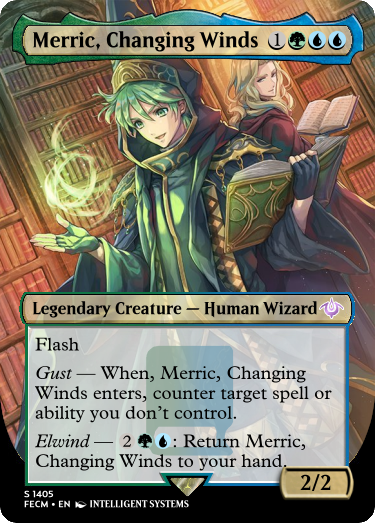 Merric, Changing Winds 1
Legendary Creature — Human Wizard
Flash
Gust — When, Merric, Changing
Winds enters, counter target spell or
ability you don't control.
Elwind — 2 : Return Merric,
Changing Winds to your hand.
2/2
S 1405
FECM • EN INTELLIGENT SYSTEMS